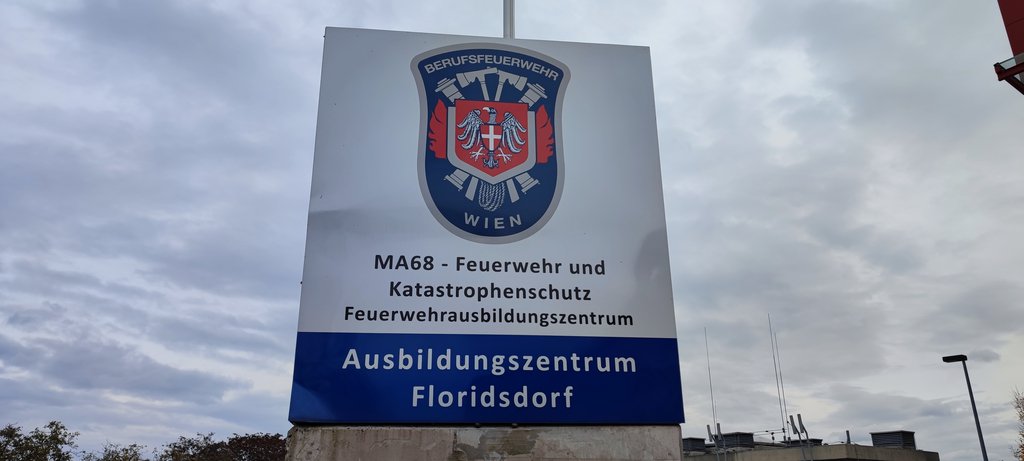 BERUFSFEUERWEHR
WIEN
MA68 - Feuerwehr und
Katastrophenschutz
Feuerwehrausbildungszentrum
Ausbildungszentrum
Floridsdorf